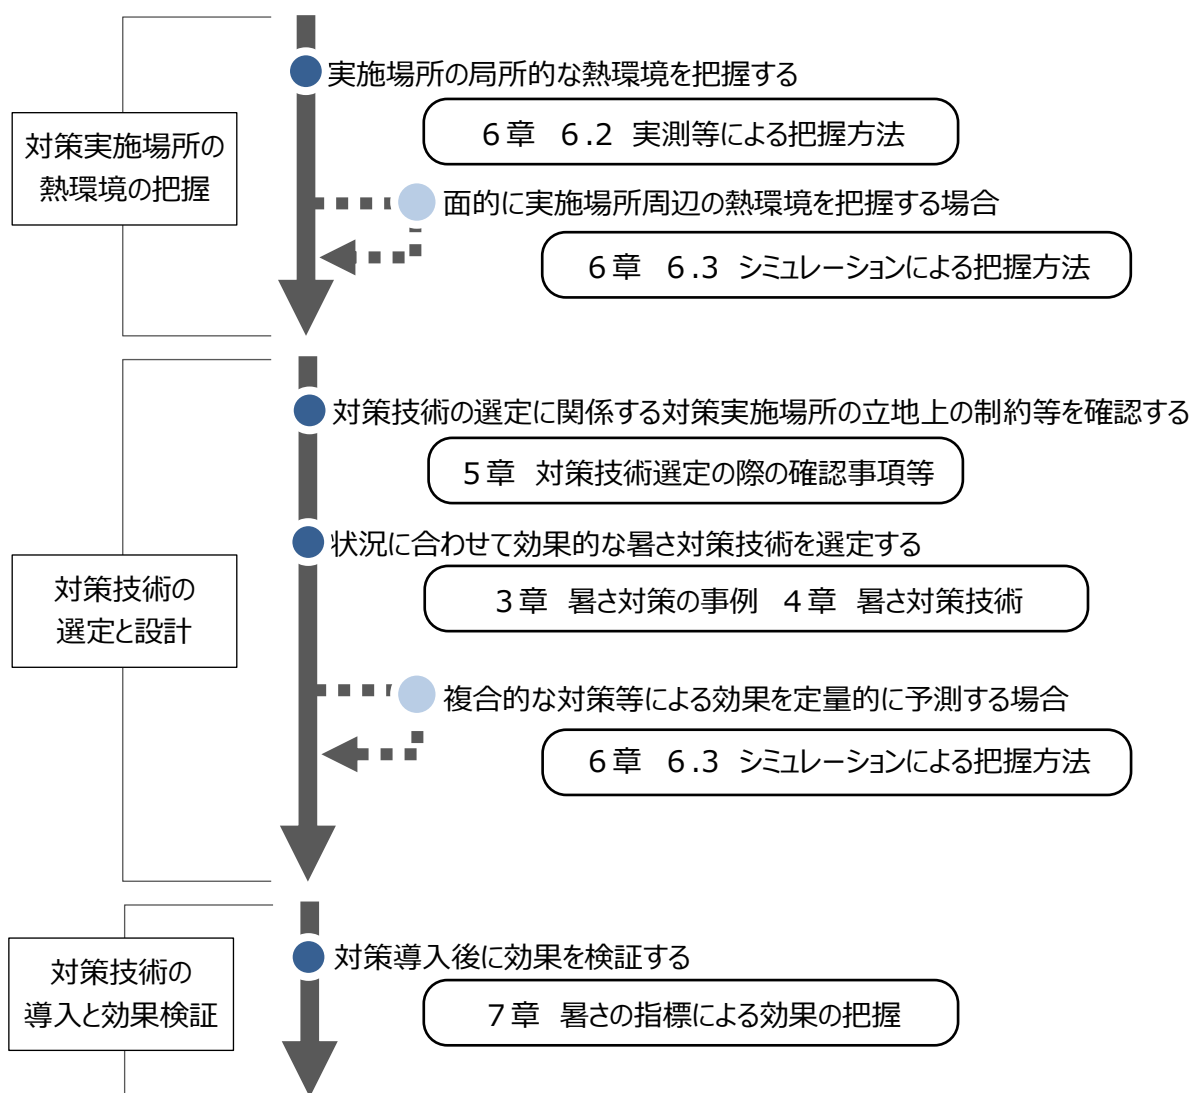 実施場所の局所的な熱環境を把握する
6章 6.2 実測等による把握方法
対策実施場所の
熱環境の把握
面的に実施場所周辺の熱環境を把握する場合
6章 6.3 シミュレーションによる把握方法
対策技術の選定に関係する対策実施場所の立地上の制約等を確認する
5章 対策技術選定の際の確認事項等
状況に合わせて効果的な暑さ対策技術を選定する
3章 暑さ対策の事例 4章 暑さ対策技術
対策技術の
選定と設計
複合的な対策等による効果を定量的に予測する場合
6章 6.3 シミュレーションによる把握方法
対策導入後に効果を検証する
対策技術の
導入と効果検証
7章 暑さの指標による効果の把握